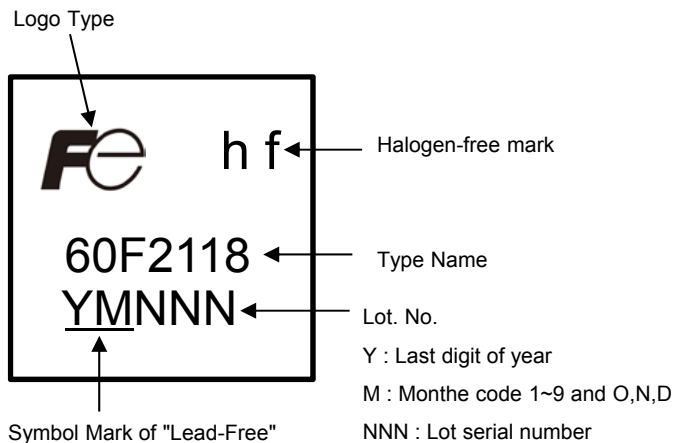 Logo Type
Fe
h f
Halogen-free mark
60F2118
Type Name
YMNNN
Lot. No.
Y : Last digit of year
M : Monthe code 1~9 and O,N,D
Symbol Mark of "Lead-Free"
NNN : Lot serial number